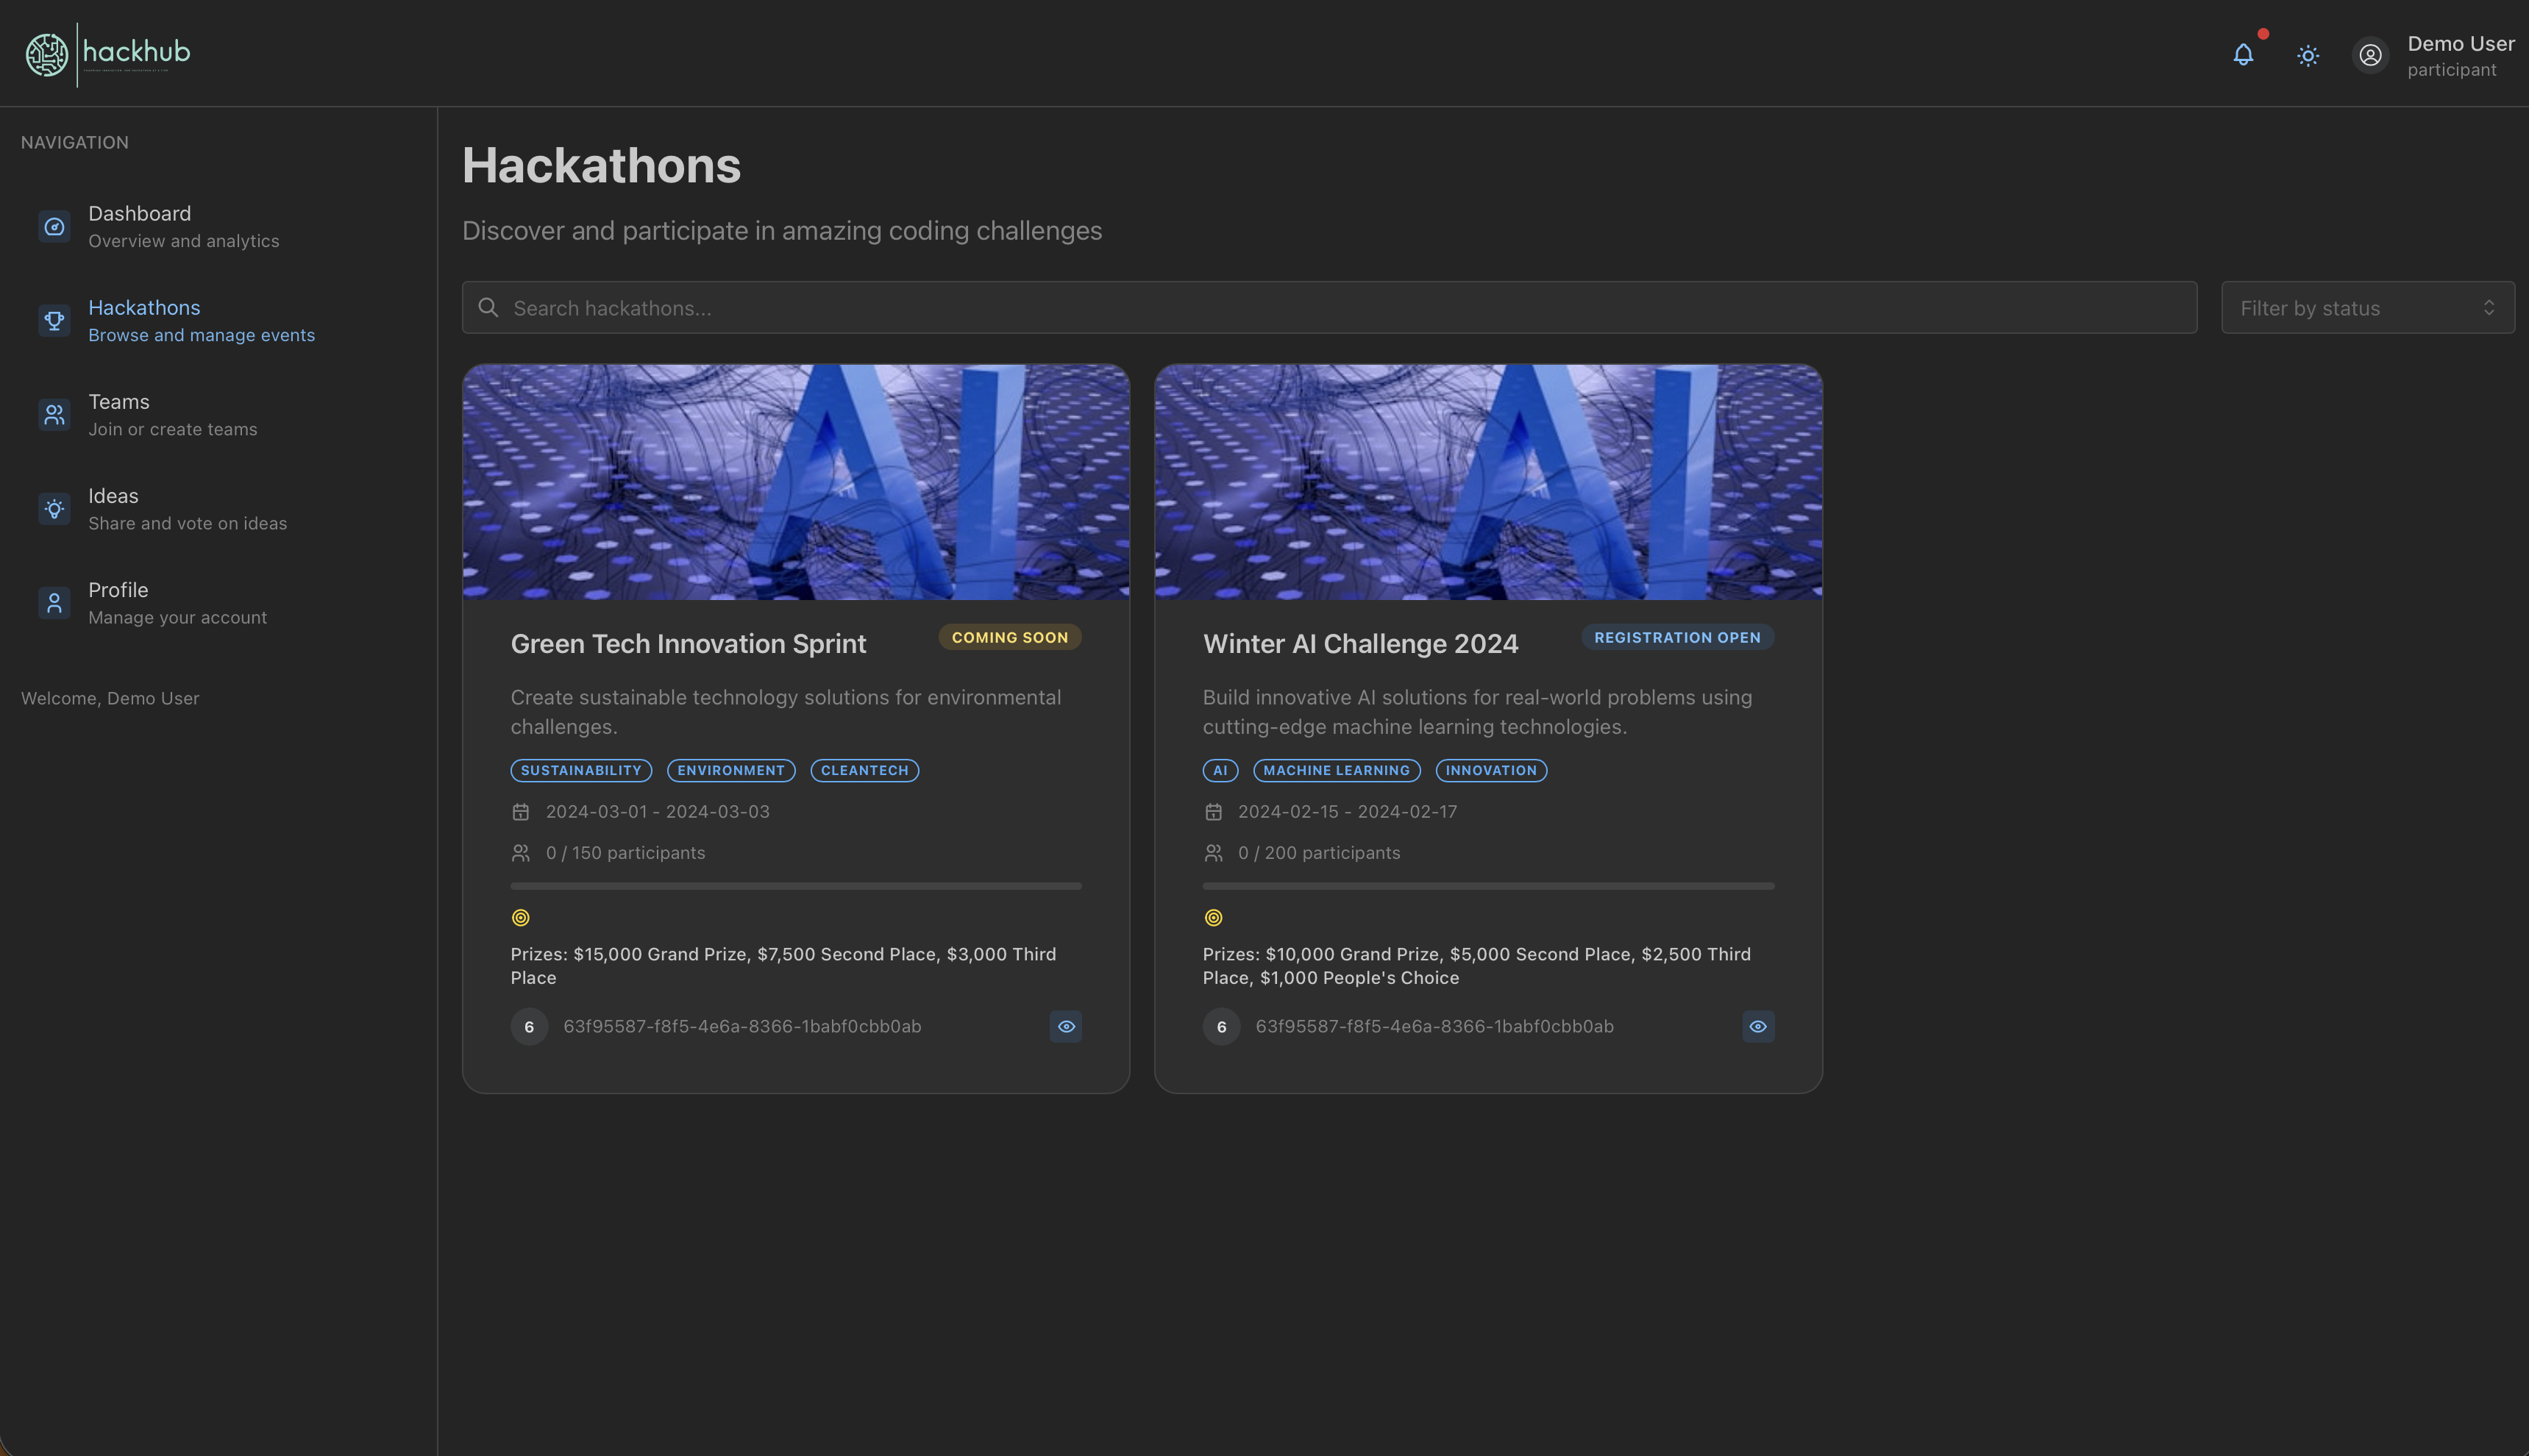 hackhub
Demo User
participant
NAVIGATION
Dashboard
Overview and analytics
Hackathons
Browse and manage events
Teams
Join or create teams
Ideas
Share and vote on ideas
Profile
Manage your account
Welcome, Demo User
Hackathons
Discover and participate in amazing coding challenges
Search hackathons...
Filter by status
AI
Green Tech Innovation Sprint
COMING SOON
Create sustainable technology solutions for environmental
challenges.
SUSTAINABILITY ENVIRONMENT CLEANTECH
2024-03-01 - 2024-03-03
0 / 150 participants
Prizes: $15,000 Grand Prize, $7,500 Second Place, $3,000 Third
Place
6 63f95587-f8f5-4e6a-8366-1babf0cbb0ab
AI
Winter AI Challenge 2024
REGISTRATION OPEN
Build innovative AI solutions for real-world problems using
cutting-edge machine learning technologies.
AI MACHINE LEARNING INNOVATION
2024-02-15 - 2024-02-17
0 / 200 participants
Prizes: $10,000 Grand Prize, $5,000 Second Place, $2,500 Third
Place, $1,000 People's Choice
6 63f95587-f8f5-4e6a-8366-1babf0cbb0ab